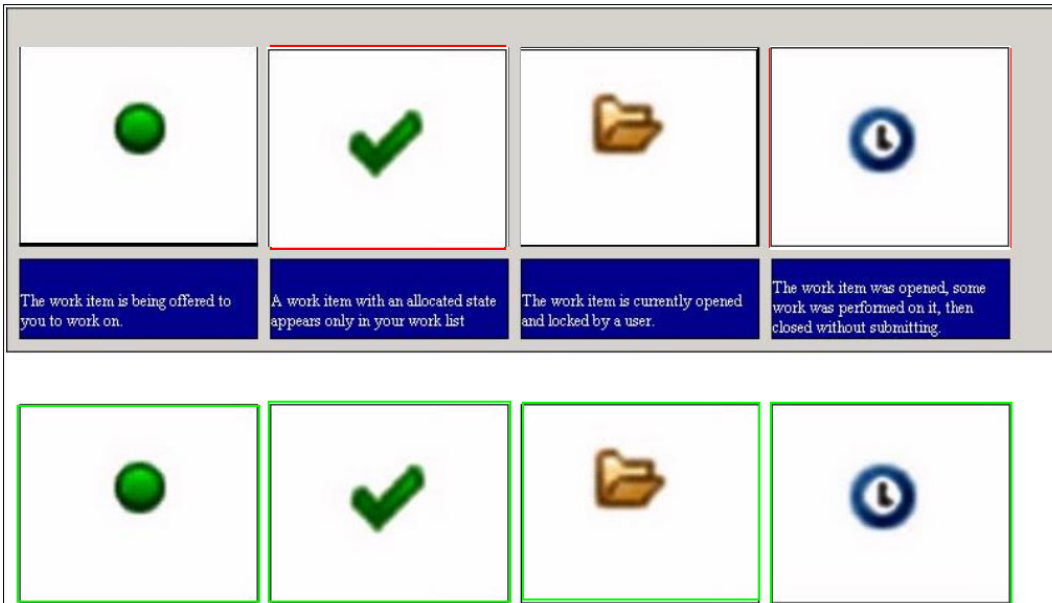 The work item is being offered to
you to work on.
A work item with an allocated state
appears only in your work list
The work item is currently opened
and locked by a user.
The work item was opened, some
work was performed on it, then
closed without submitting.